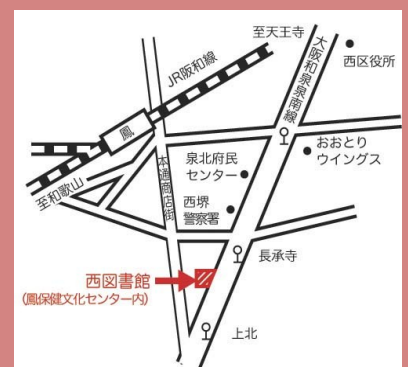 至天王寺
大阪和泉泉南線
西区役所
JR阪和線
鳳
おおとり
ウイングス
泉北府民
センター
本通商店街
至和歌山
西堺
警察署
長承寺
西図書館
(鳳保健文化センター内)
上北